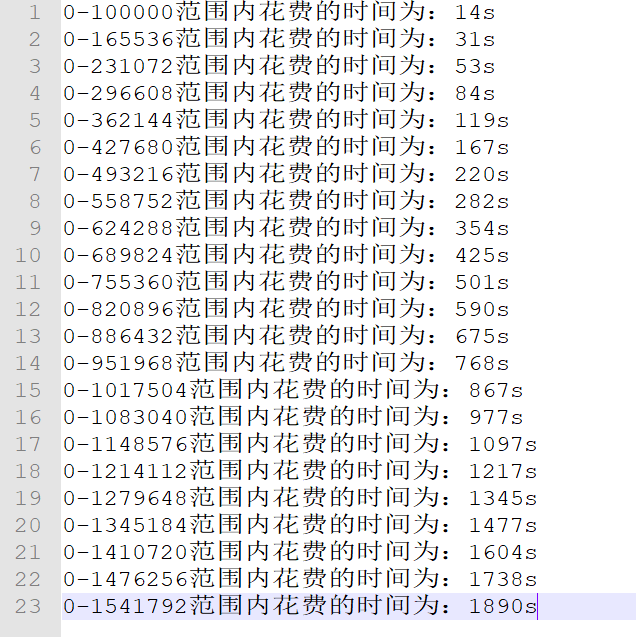 1 0-100000范围内花费的时间为：14s
2 0-165536范围内花费的时间为：31s
3 0-231072范围内花费的时间为：53s
4 0-296608范围内花费的时间为：84s
5 0-362144范围内花费的时间为：119s
6 0-427680范围内花费的时间为：167s
7 0-493216范围内花费的时间为：220s
8 0-558752范围内花费的时间为：282s
9 0-624288范围内花费的时间为：354s
10 0-689824范围内花费的时间为：425s
11 0-755360范围内花费的时间为：501s
12 0-820896范围内花费的时间为：590s
13 0-886432范围内花费的时间为：675s
14 0-951968范围内花费的时间为：768s
15 0-1017504范围内花费的时间为：867s
16 0-1083040范围内花费的时间为：977s
17 0-1148576范围内花费的时间为：1097s
18 0-1214112范围内花费的时间为：1217s
19 0-1279648范围内花费的时间为：1345s
20 0-1345184范围内花费的时间为：1477s
21 0-1410720范围内花费的时间为：1604s
22 0-1476256范围内花费的时间为：1738s
23 0-1541792范围内花费的时间为：1890s